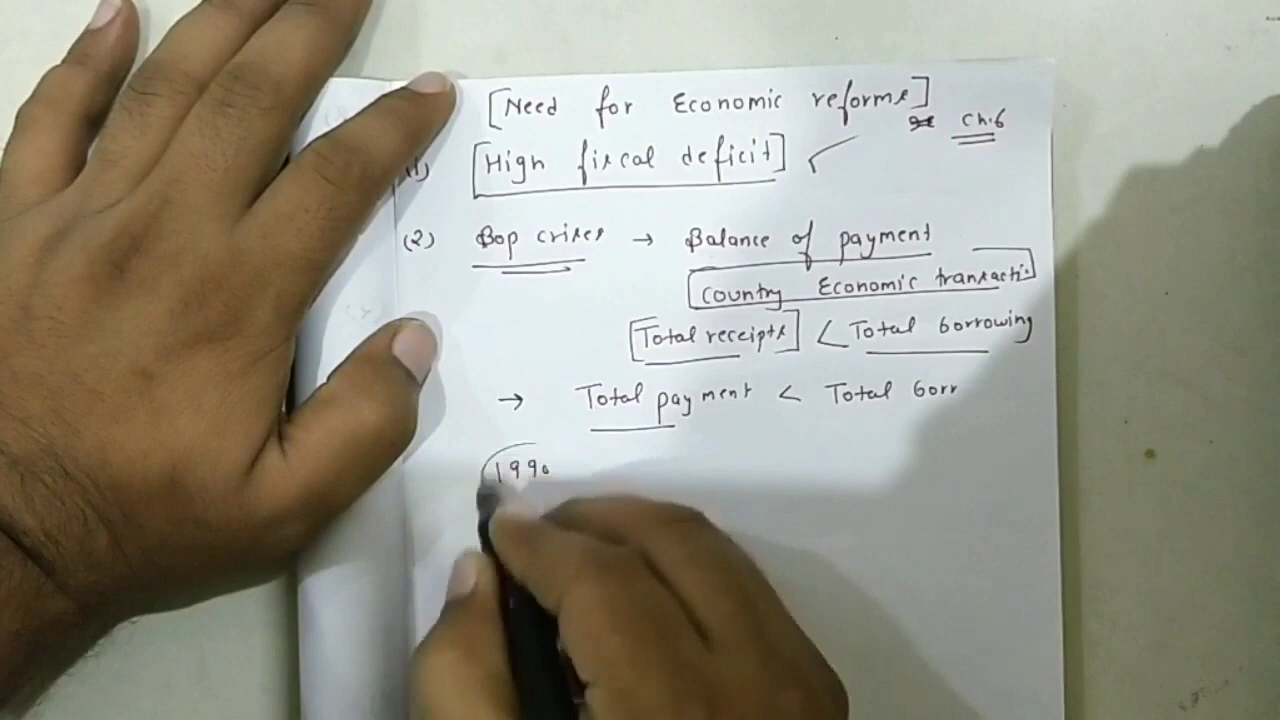 [Need for Economic reforms]
Ch.6
(1) [High fiscal deficit]
(2) Bop crises → Balance of payment
Country Economic transacti
[Total receipts] < Total borrowing
→ Total payment < Total borr
1990